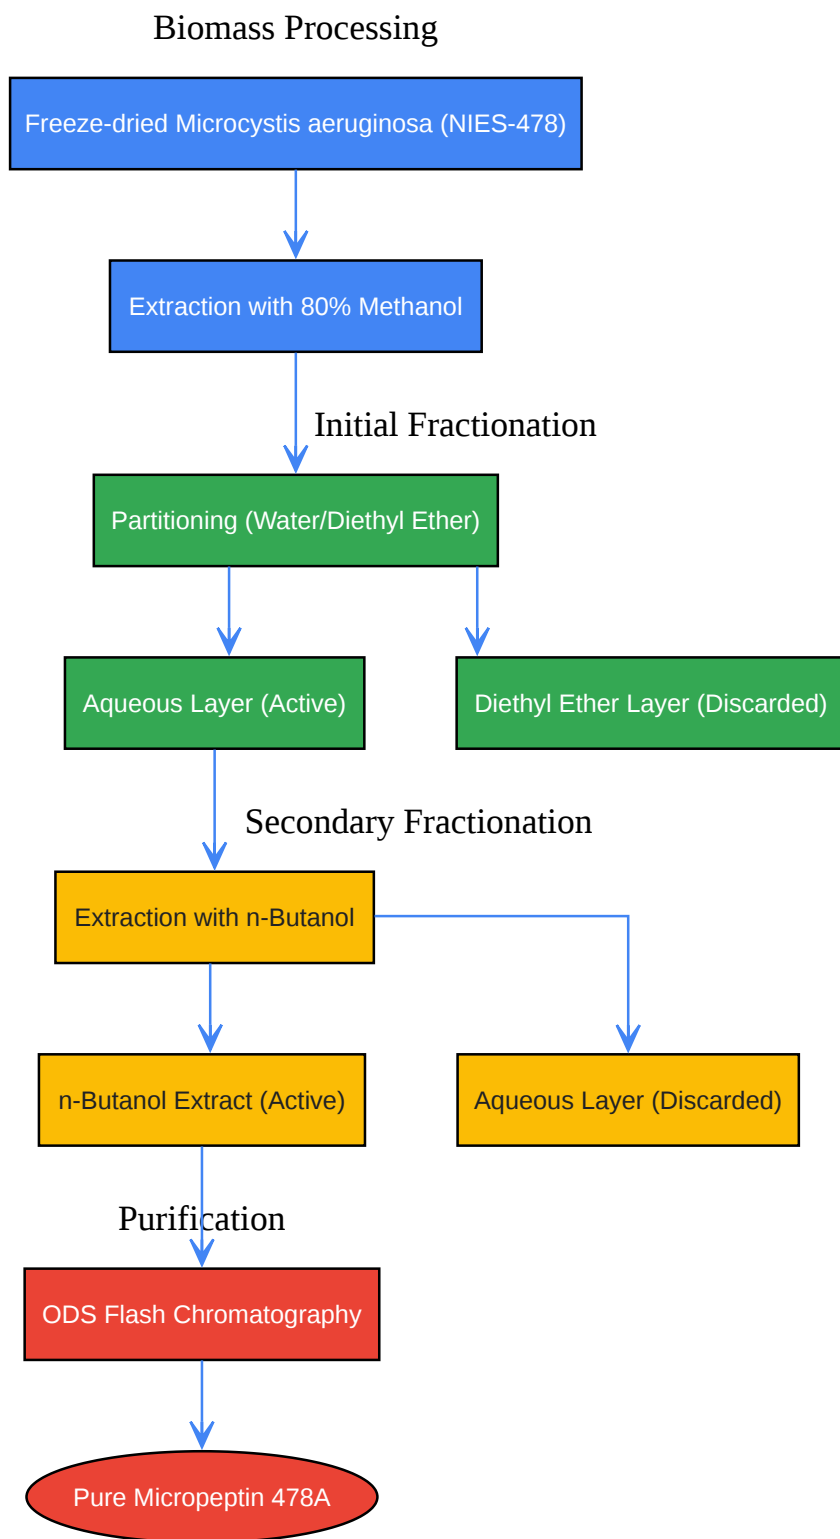 Biomass Processing
Freeze-dried Microcystis aeruginosa (NIES-478)
Extraction with 80% Methanol
Initial Fractionation
Partitioning (Water/Diethyl Ether)
Aqueous Layer (Active)
Diethyl Ether Layer (Discarded)
Secondary Fractionation
Extraction with n-Butanol
n-Butanol Extract (Active)
Aqueous Layer (Discarded)
Purification
ODS Flash Chromatography
Pure Micropeptin 478A